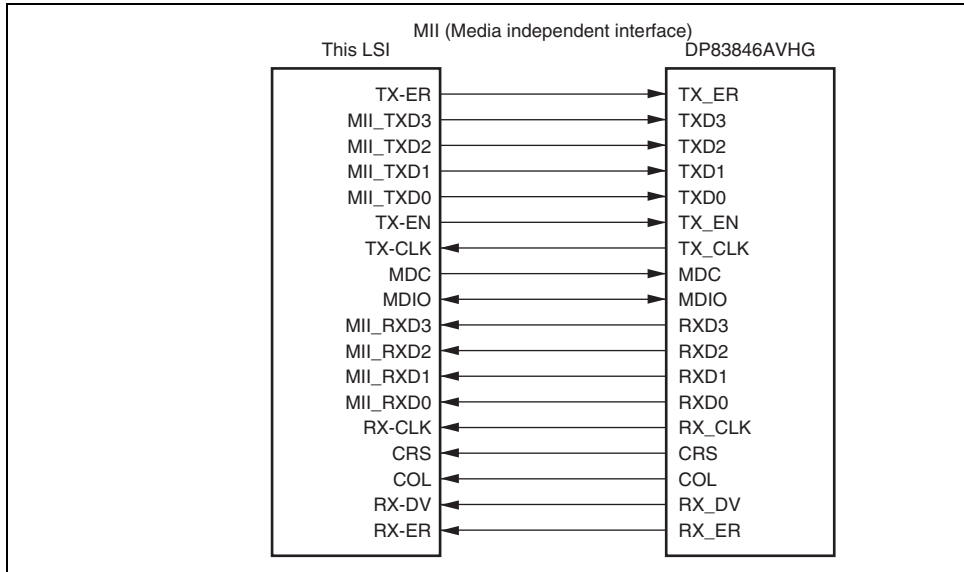 MII (Media independent interface)
This LSI DP83846AVHG
TX-ER TX_ER
MII_TXD3 TXD3
MII_TXD2 TXD2
MII_TXD1 TXD1
MII_TXD0 TXD0
TX-EN TX_EN
TX-CLK TX_CLK
MDC MDC
MDIO MDIO
MII_RXD3 RXD3
MII_RXD2 RXD2
MII_RXD1 RXD1
MII_RXD0 RXD0
RX-CLK RX_CLK
CRS CRS
COL COL
RX-DV RX_DV
RX-ER RX_ER